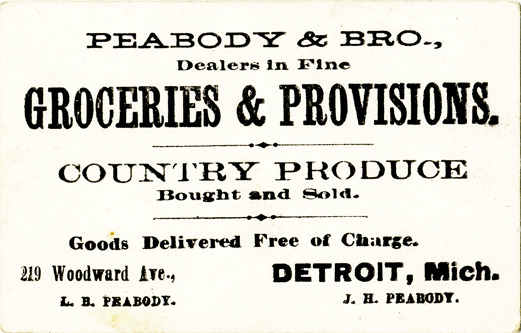 PEABODY & BRO.,
Dealers in Fine
GROCERIES & PROVISIONS.
COUNTRY PRODUCE
Bought and Sold.
Goods Delivered Free of Charge.
219 Woodward Ave., DETROIT, Mich.
L. B. PEABODY. J. H. PEABODY.